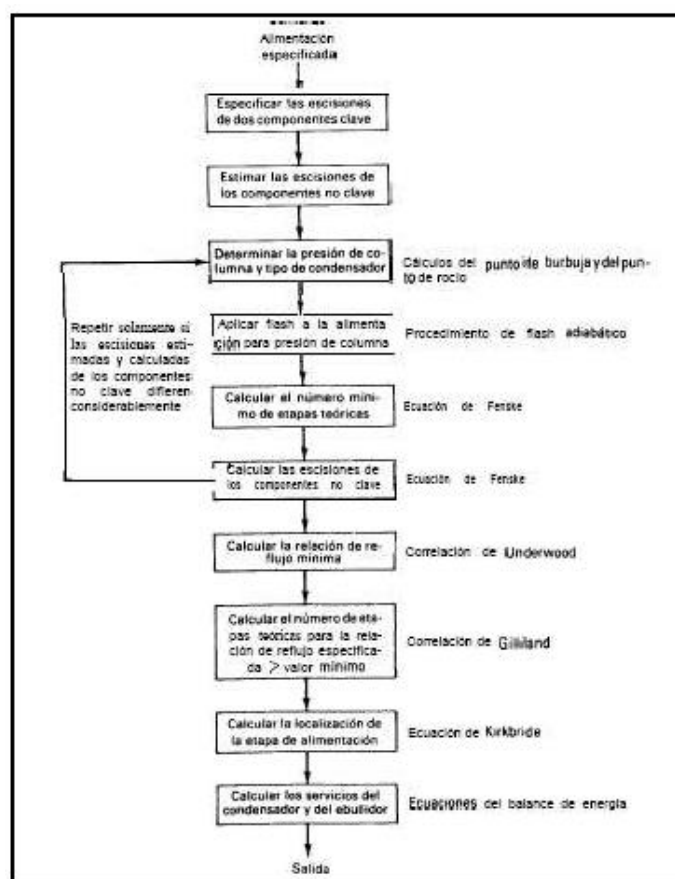 Alimentación
especificada
Especificar las escisiones
de dos componentes clave
Estimar las escisiones de
los componentes no clave
Determinar la presión de
columna y tipo de condensador
Cálculos del punto de burbuja y del pun-
to de rocío
Repetir solamente si
las escisiones esti-
madas y calculadas
de los componentes
no clave difieren
considerablemente
Aplicar flash a la alimenta
ción para presión de columna
Procedimiento de flash adiabático
Calcular el número míni-
mo de etapas teóricas
Ecuación de Fenske
Calcular las escisiones de
los componentes no clave
Ecuación de Fenske
Calcular la relación de re-
flujo mínima
Correlación de Underwood
Calcular el número de eta-
pas teóricas para la rela-
ción de reflujo especifica-
da > valor mínimo
Correlación de Gilliland
Calcular la localización de
la etapa de alimentación
Ecuación de Kirkbride
Calcular los servicios del
condensador y del ebullidor
Ecuaciones del balance de energía
Salida